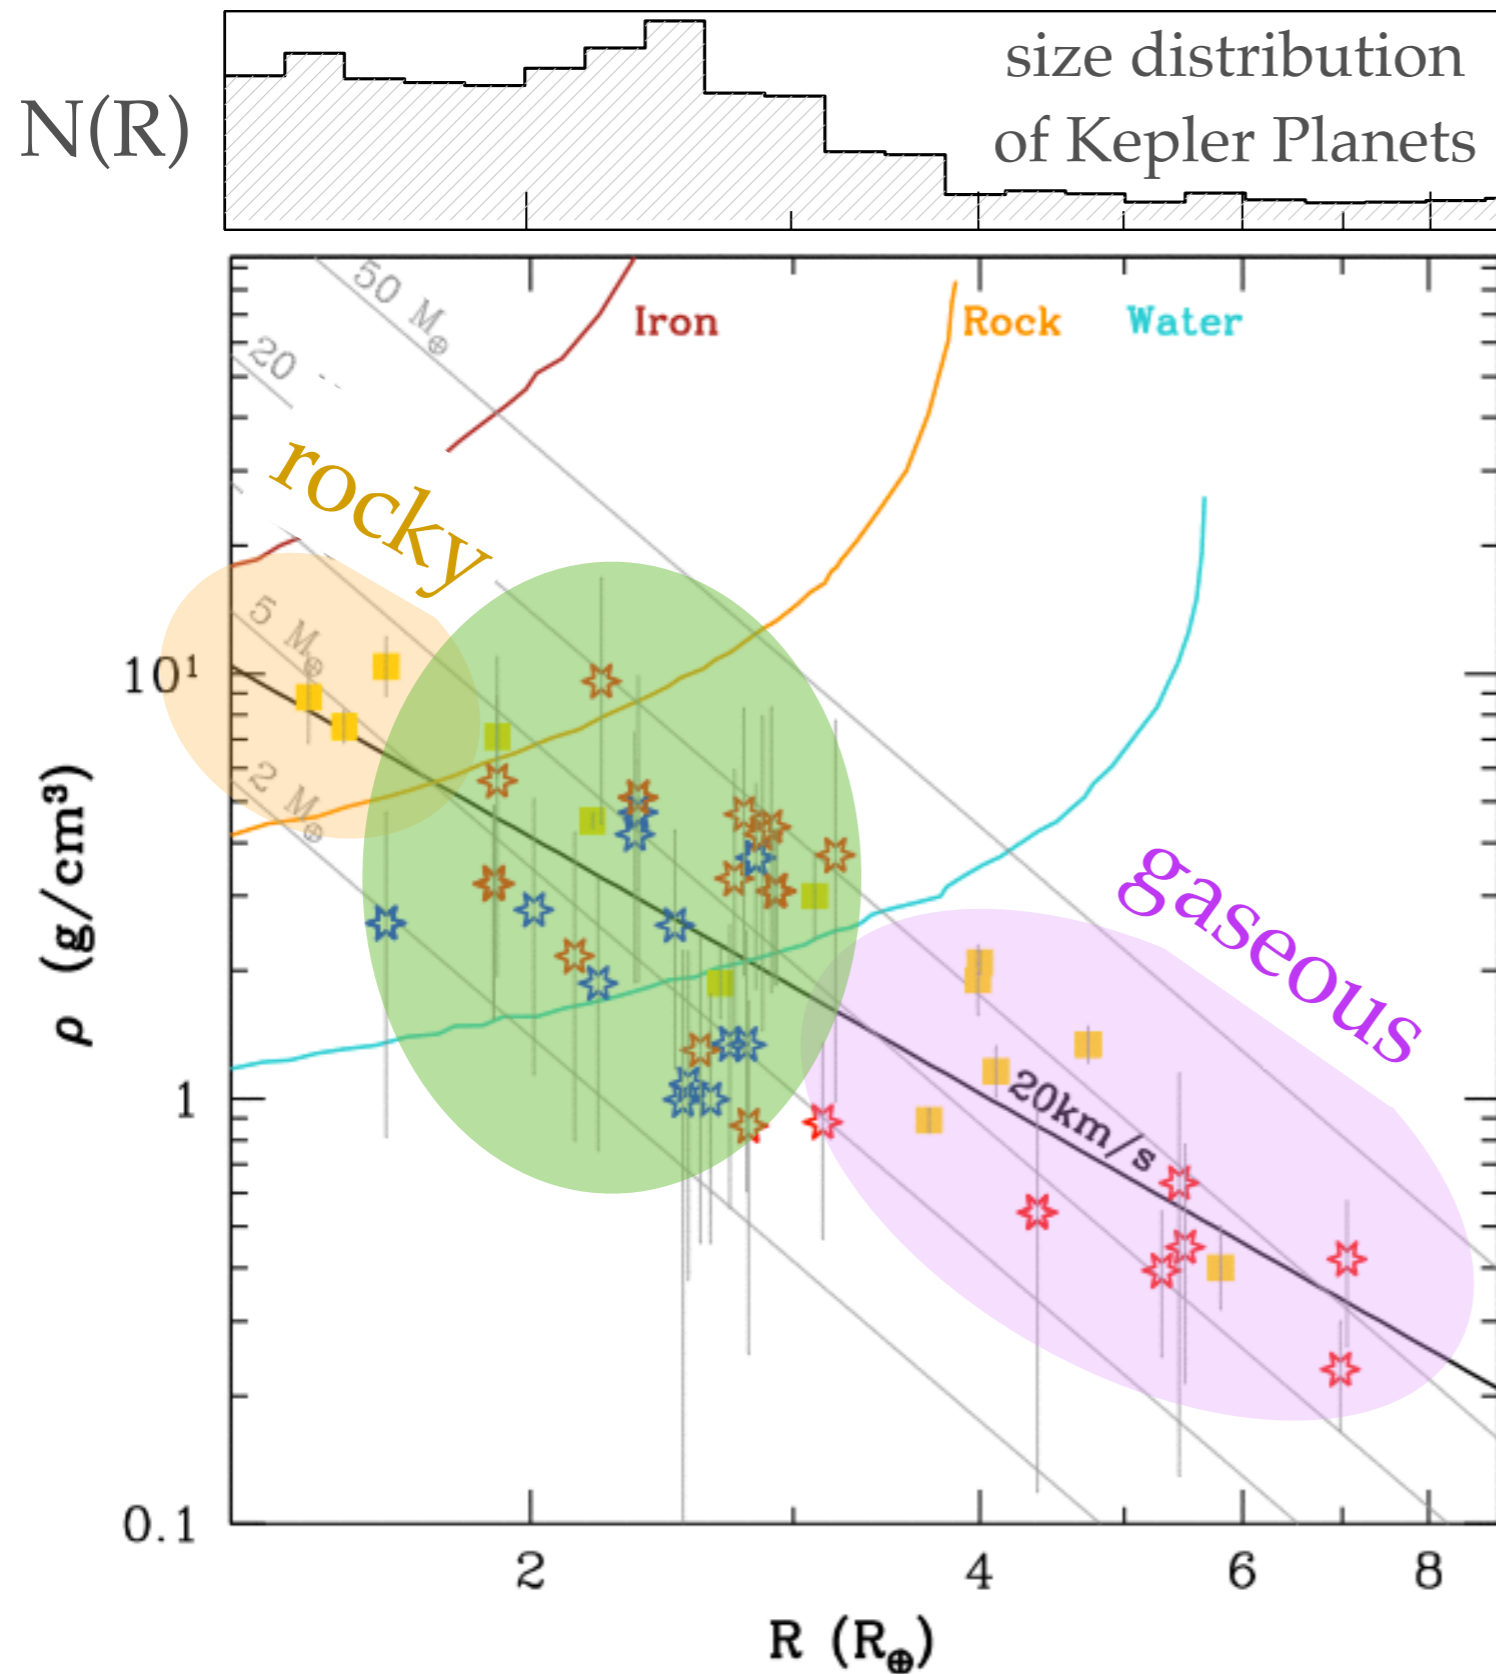 N(R)
size distribution
of Kepler Planets
50 M⊕
20
Iron
Rock
Water
rocky
5 M⊕
2 M⊕
gaseous
20km/s
10¹
1
0.1
ρ (g/cm³)
2
4
6
8
R (R⊕)